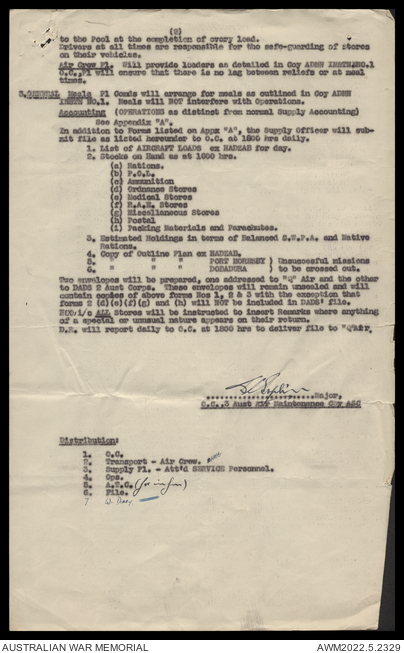 (2)
to the Pool at the completion of every load.
Drivers at all times are responsible for the safe-guarding of stores
on their vehicles.
Air Crew Pl. Will provide loaders as detailed in Coy ADMN INSTN.NO.1
O.C., Pl will ensure that there is no lag between reliefs or at meal
times.
3.GENERAL Meals Pl Comds will arrange for meals as outlined in Coy ADMN
INSTN NO.1. Meals will NOT interfere with Operations.
Accounting (OPERATIONS as distinct from normal Supply Accounting)
See Appendix "A".
In addition to Forms listed on Appx "A", the Supply Officer will sub-
mit file as listed hereunder to O.C. at 1800 hrs daily.
1. List of AIRCRAFT LOADS ex NADZAB for day.
2. Stocks on Hand as at 1800 hrs.
(a) Rations.
(b) P.O.L.
(c) Ammunition
(d) Ordnance Stores
(e) Medical Stores
(f) R.A.E. Stores
(g) Miscellaneous Stores
(h) Postal
(i) Packing Materials and Parachutes.
3. Estimated Holdings in terms of Balanced S.W.P.A. and Native
Rations.
4. Copy of Outline Plan ex NADZAB.
5. " " " " PORT MORESBY ) Unsuccessful missions
6. " " " " DOBADURA ) to be crossed out.
Two envelopes will be prepared, one addressed to "Q" Air and the other
to DADS 2 Aust Corps. These envelopes will remain unsealed and will
contain copies of above forms Nos 1, 2 & 3 with the exception that
forms 2 (d)(e)(f)(g) and (h) will NOT be included in DADS' file.
NCO,i/c ALL Stores will be instructed to insert Remarks where anything
of a special or unusual nature appears on their return.
D.R. will report daily to O.C. at 1800 hrs to deliver file to "Q"Air.
Major,
O.C.,3 Aust Air Maintenance Coy ASC
Distribution:
1. O.C.
2. Transport - Air Crew.
3. Supply Pl. - Att'd SERVICE Personnel.
4. Ops.
5. A.S.C. (for infm)
6. File.
7 W. Diary.
AUSTRALIAN WAR MEMORIAL
AWM2022.5.2329